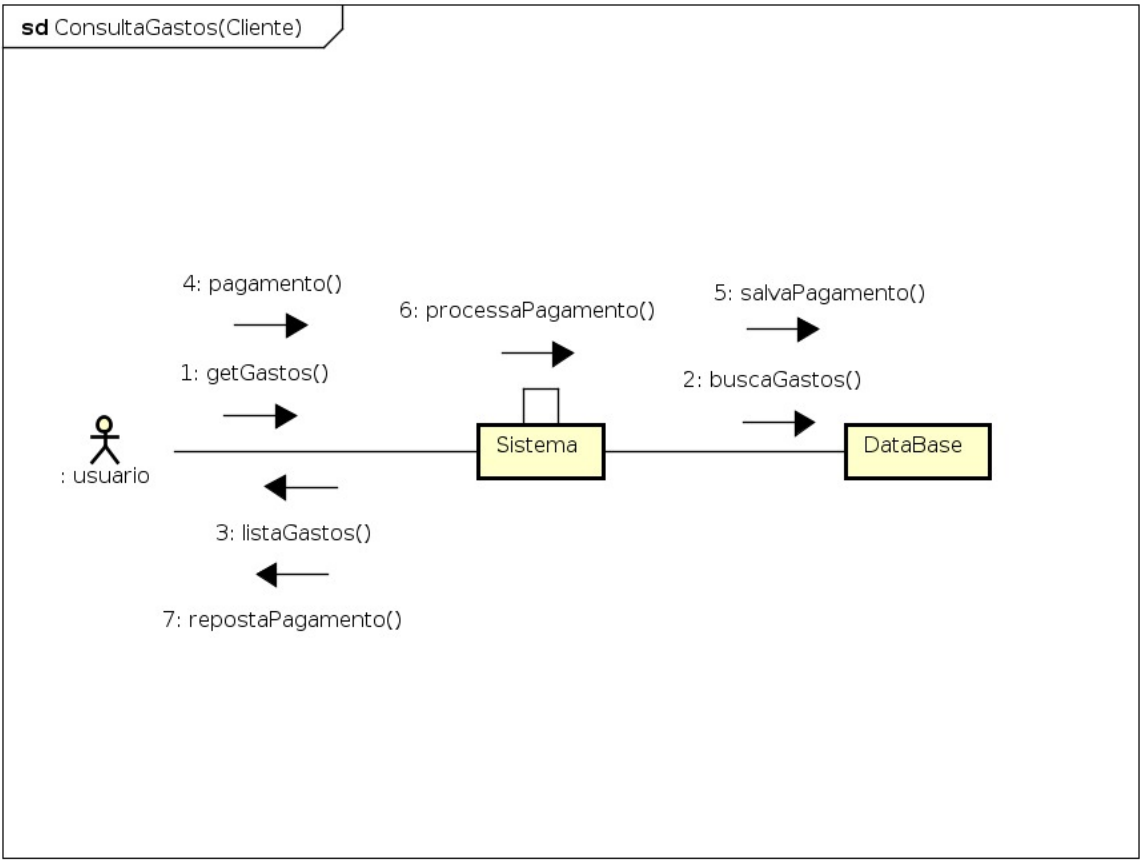 sd ConsultaGastos(Cliente)
4: pagamento()
5: salvaPagamento()
6: processaPagamento()
1: getGastos()
2: buscaGastos()
Sistema
DataBase
: usuario
3: listaGastos()
7: repostaPagamento()